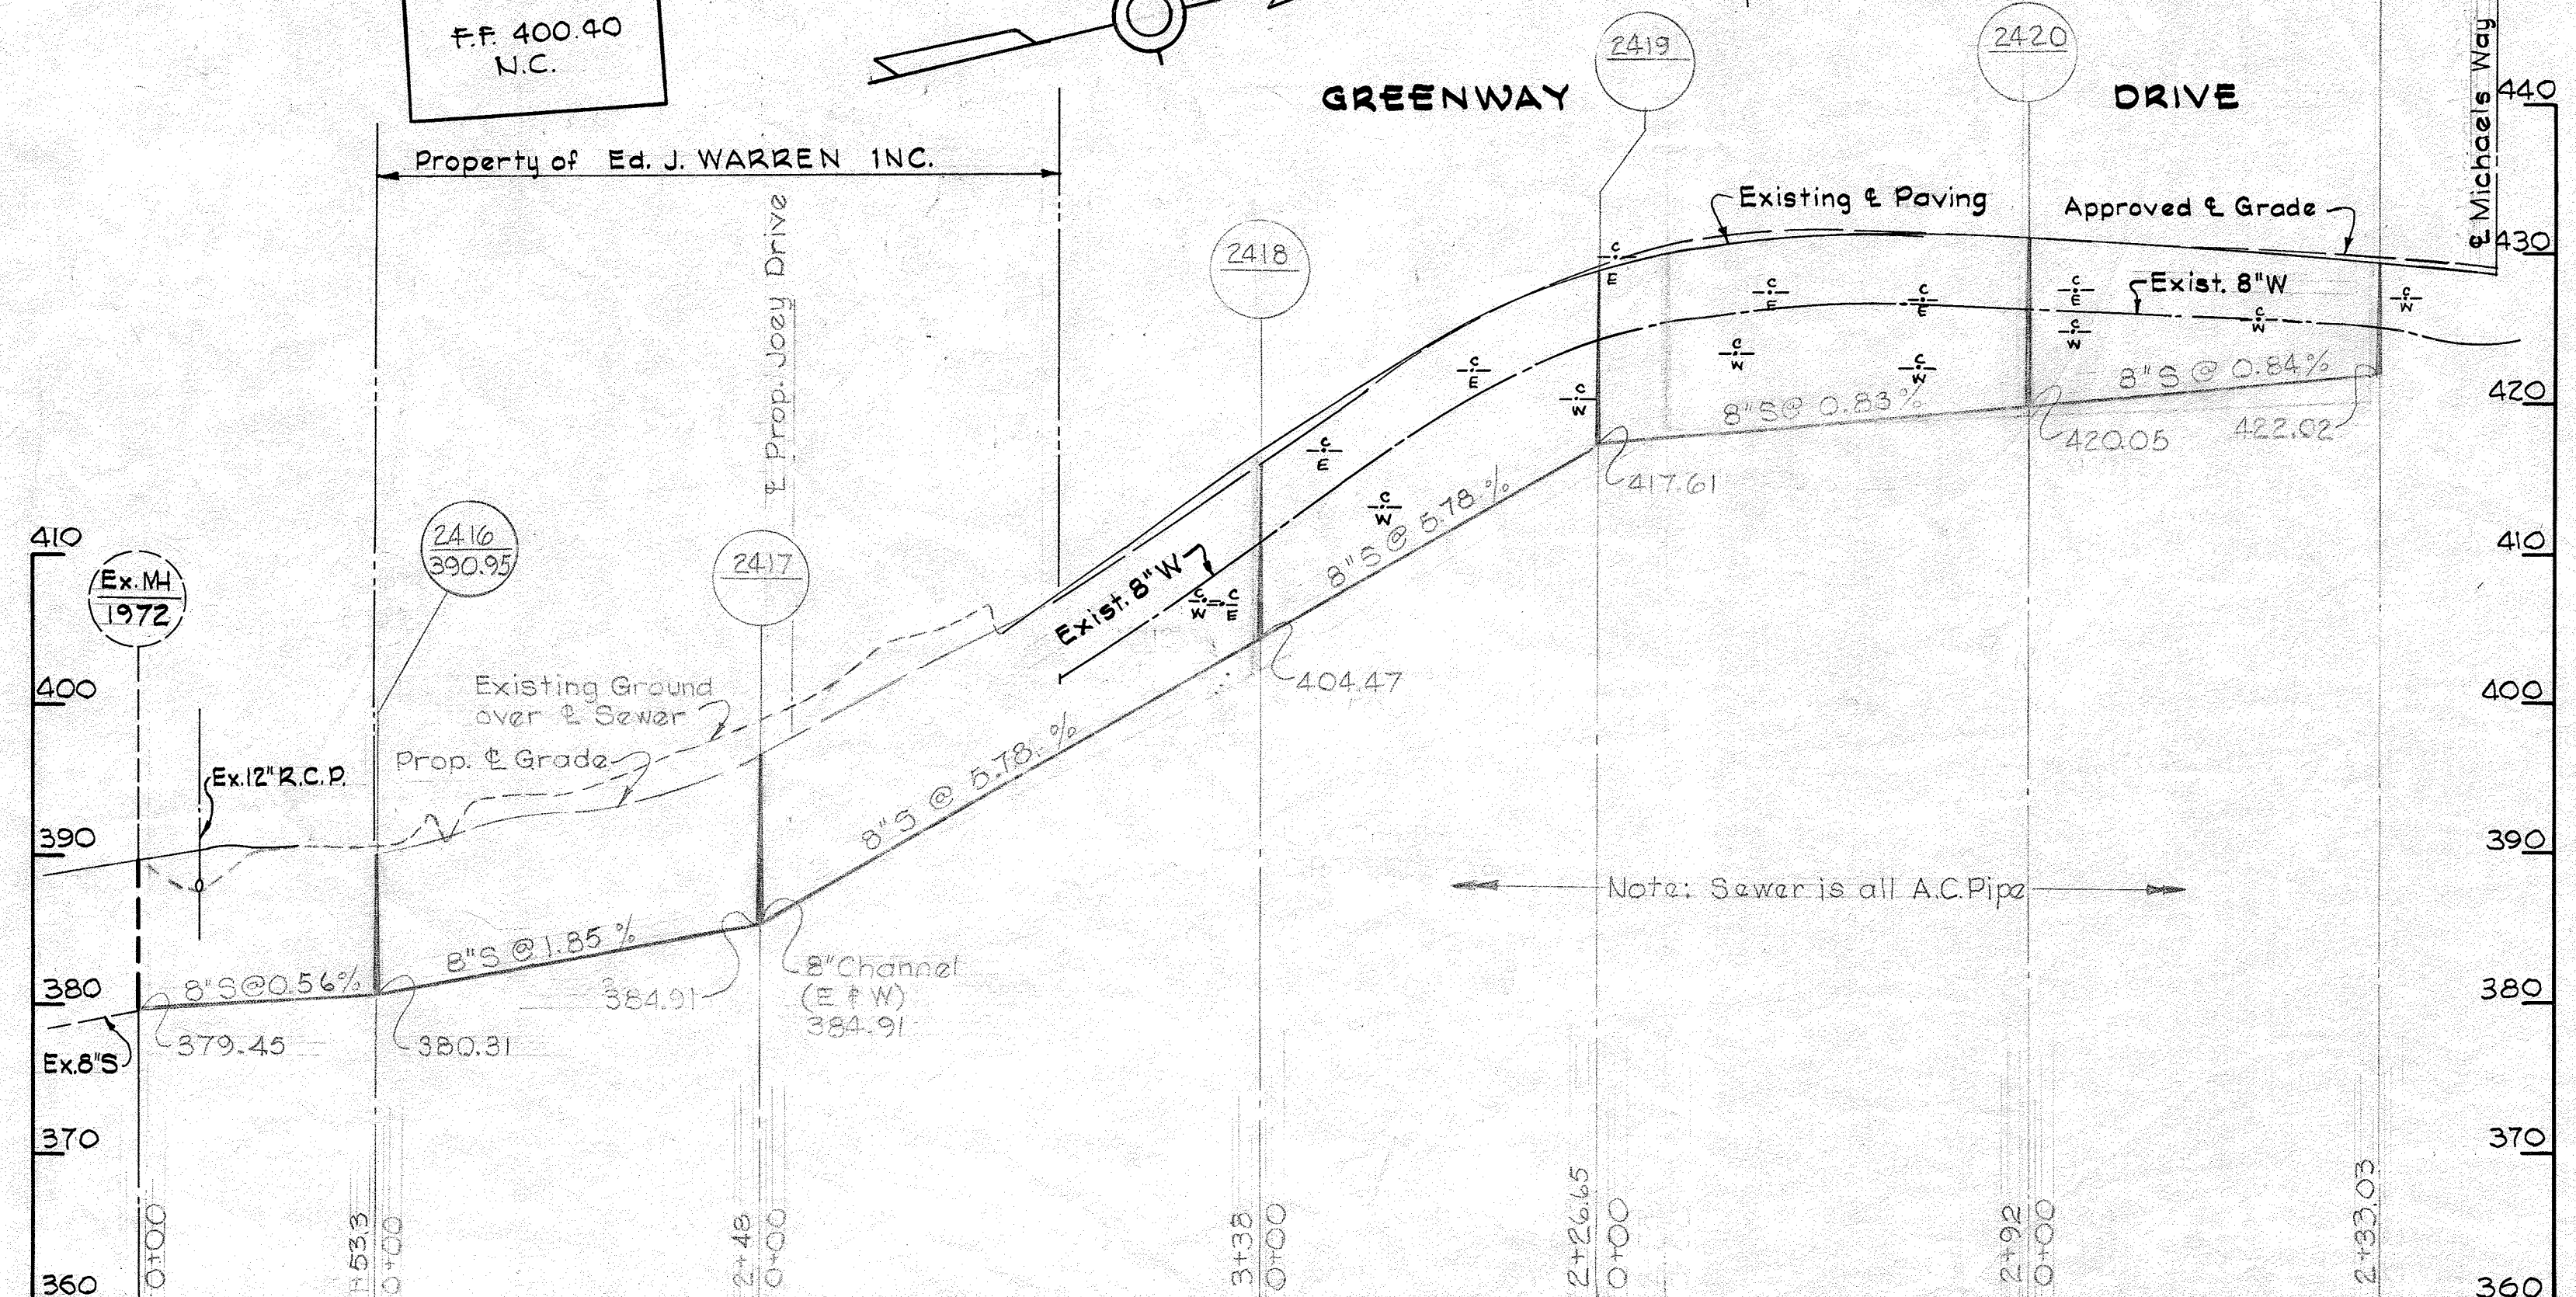 F.F. 400.40
N.C.
2419
2420
GREENWAY DRIVE
℄ Michaels Way
440
Property of Ed. J. WARREN INC.
℄ Prop. Joey Drive
2418
Existing ℄ Paving
Approved ℄ Grade
430
C
E
C
E
C
E
C
E
Exist. 8"W
C
W
C
W
C
W
C
E
C
W
C
W
C
W
8"S @ 0.83%
8"S @ 0.84%
420
420.05
422.02
C
E
C
W
417.61
410
2416
390.95
2417
8"S @ 5.78 %
410
Ex. MH
1972
Exist. 8"W
C
W
C
E
400
Existing Ground
over ℄ Sewer
404.47
400
Ex. 12" R.C.P.
Prop. ℄ Grade
8"S @ 5.78 %
390
390
Note: Sewer is all A.C. Pipe
8"S @ 0.56%
8"S @ 1.85 %
380
384.91
8" Channel
(E & W)
384.91
380
379.45
380.31
Ex. 8"S
370
370
0+00
1+53.3
0+00
2+48
0+00
3+38
0+00
2+26.65
0+00
2+92
0+00
2+33.03
360
360